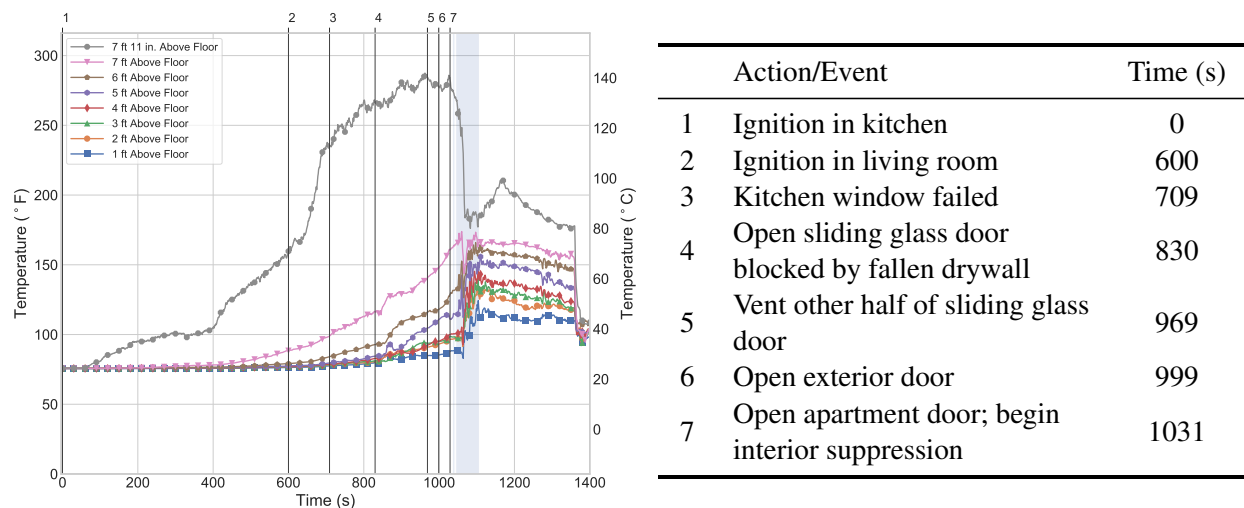 1 2 3 4 5 6 7
7 ft 11 in. Above Floor
7 ft Above Floor
6 ft Above Floor
5 ft Above Floor
4 ft Above Floor
3 ft Above Floor
2 ft Above Floor
1 ft Above Floor
300
250
200
150
100
50
0
Temperature (°F)
140
120
100
80
60
40
20
0
Temperature (°C)
0 200 400 600 800 1000 1200 1400
Time (s)
Action/Event Time (s)
1 Ignition in kitchen 0
2 Ignition in living room 600
3 Kitchen window failed 709
4 Open sliding glass door
blocked by fallen drywall 830
5 Vent other half of sliding glass
door 969
6 Open exterior door 999
7 Open apartment door; begin
interior suppression 1031